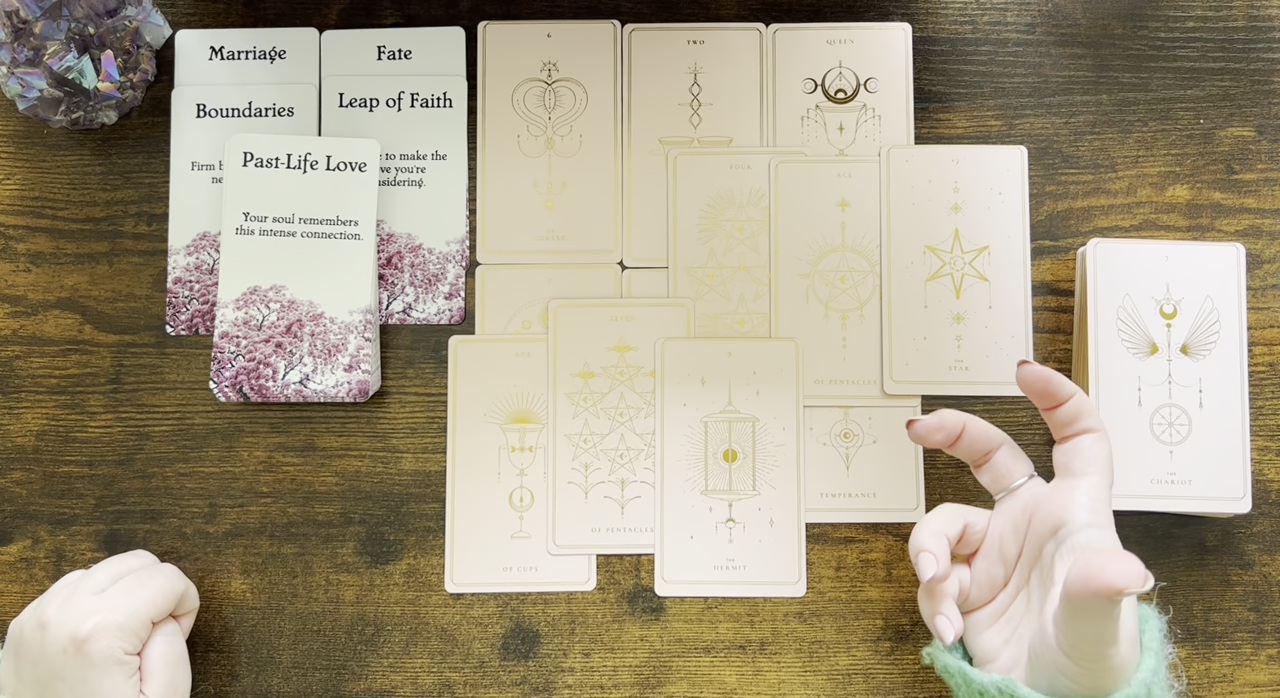 Marriage
Fate
Boundaries
Leap of Faith
Firm b
ne
e to make the
ve you're
nsidering.
Past-Life Love
Your soul remembers
this intense connection.
6
THE
LOVERS
TWO
QUEEN
FOUR
ACE
OF PENTACLES
THE
STAR
ACE
OF CUPS
SEVEN
OF PENTACLES
9
THE
HERMIT
TEMPERANCE
7
THE
CHARIOT